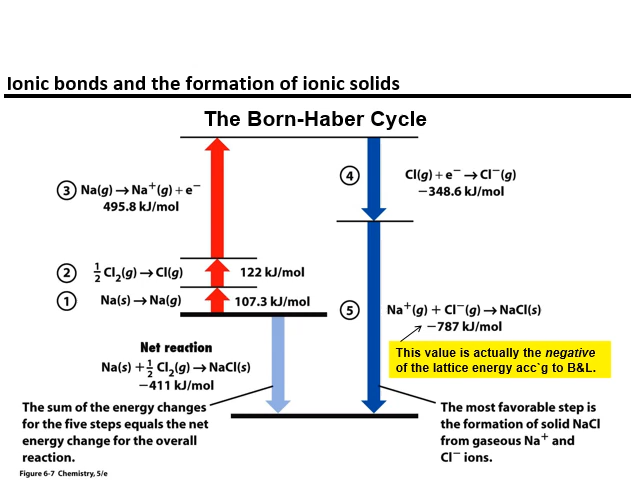 Ionic bonds and the formation of ionic solids
The Born-Haber Cycle
③ Na(g) → Na⁺(g) + e⁻
495.8 kJ/mol
② ½ Cl₂(g) → Cl(g) 122 kJ/mol
① Na(s) → Na(g) 107.3 kJ/mol
④ Cl(g) + e⁻ → Cl⁻(g)
−348.6 kJ/mol
⑤ Na⁺(g) + Cl⁻(g) → NaCl(s)
−787 kJ/mol
This value is actually the negative
of the lattice energy acc`g to B&L.
Net reaction
Na(s) + ½ Cl₂(g) → NaCl(s)
−411 kJ/mol
The sum of the energy changes
for the five steps equals the net
energy change for the overall
reaction.
The most favorable step is
the formation of solid NaCl
from gaseous Na⁺ and
Cl⁻ ions.
Figure 6-7 Chemistry, 5/e